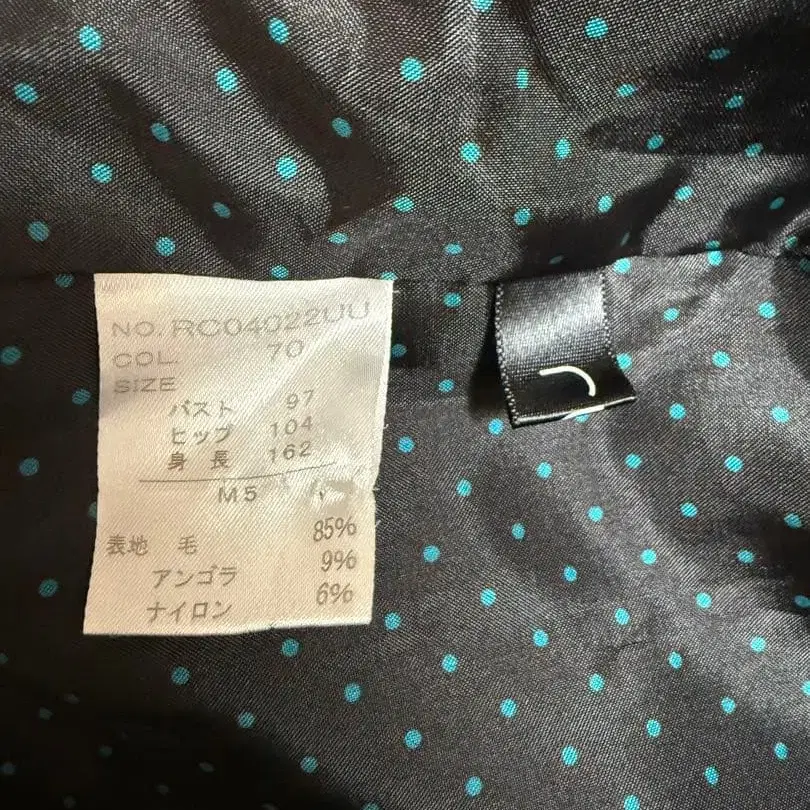 NO. RC04022UU
COL. 70
SIZE
バスト 97
ヒップ 104
身長 162
M5
表地 毛 85%
アンゴラ 9%
ナイロン 6%